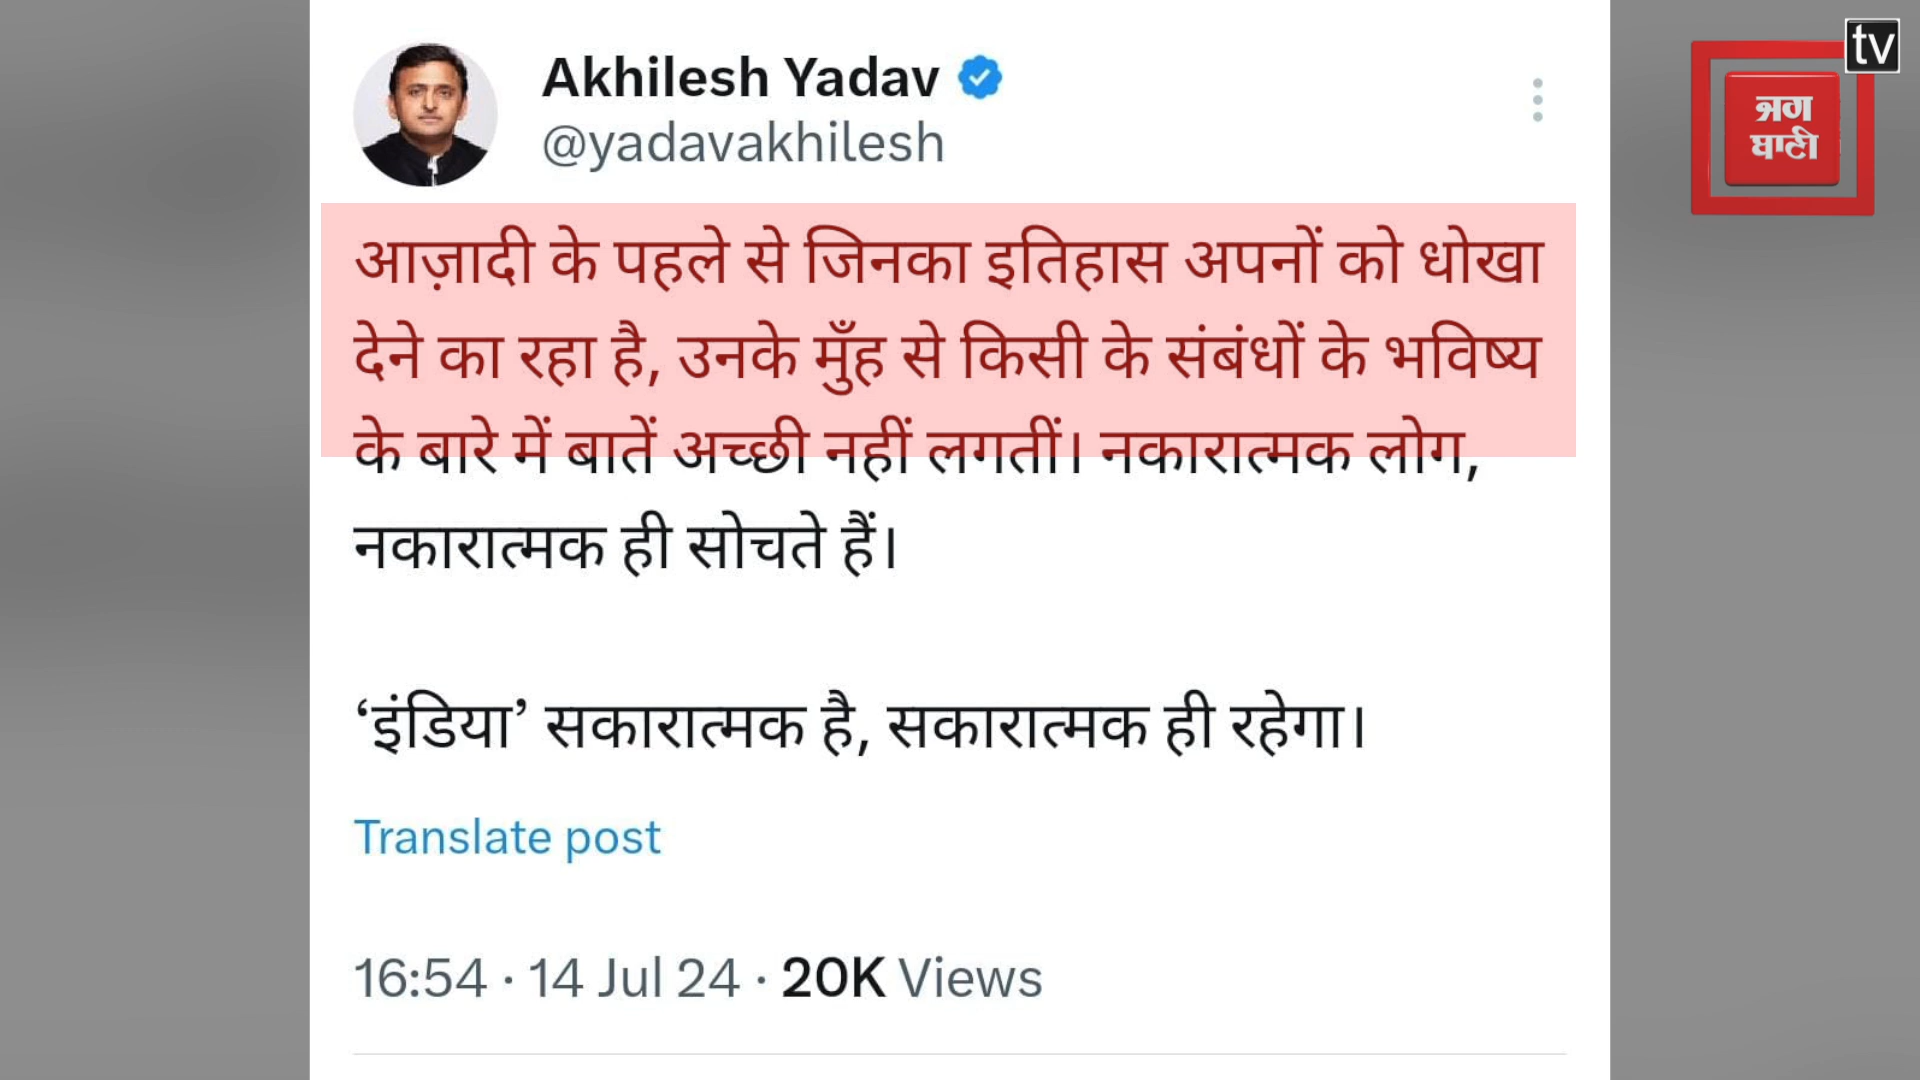 Akhilesh Yadav
@yadavakhilesh
tv
ਜਗ
ਬਾਣੀ
आज़ादी के पहले से जिनका इतिहास अपनों को धोखा
देने का रहा है, उनके मुँह से किसी के संबंधों के भविष्य
के बारे में बातें अच्छी नहीं लगतीं। नकारात्मक लोग,
नकारात्मक ही सोचते हैं।
‘इंडिया’ सकारात्मक है, सकारात्मक ही रहेगा।
Translate post
16:54 · 14 Jul 24 · 20K Views